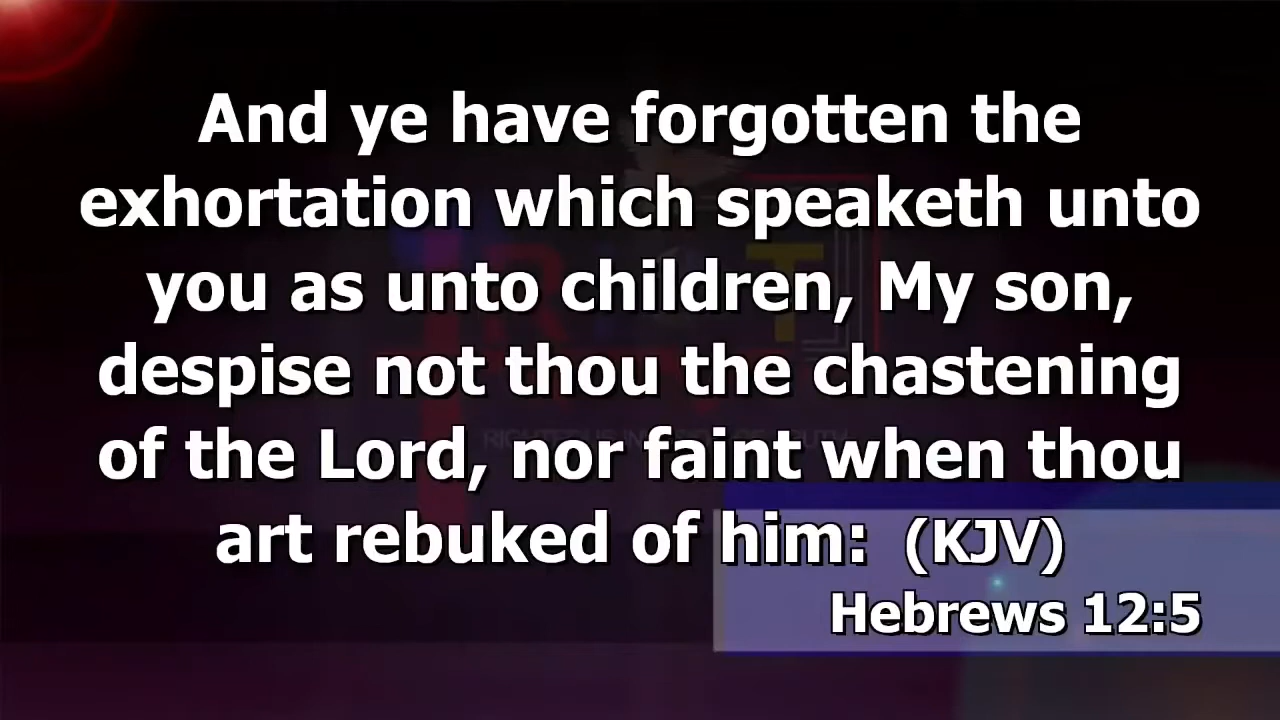 And ye have forgotten the
exhortation which speaketh unto
you as unto children, My son,
despise not thou the chastening
of the Lord, nor faint when thou
art rebuked of him: (KJV)
Hebrews 12:5